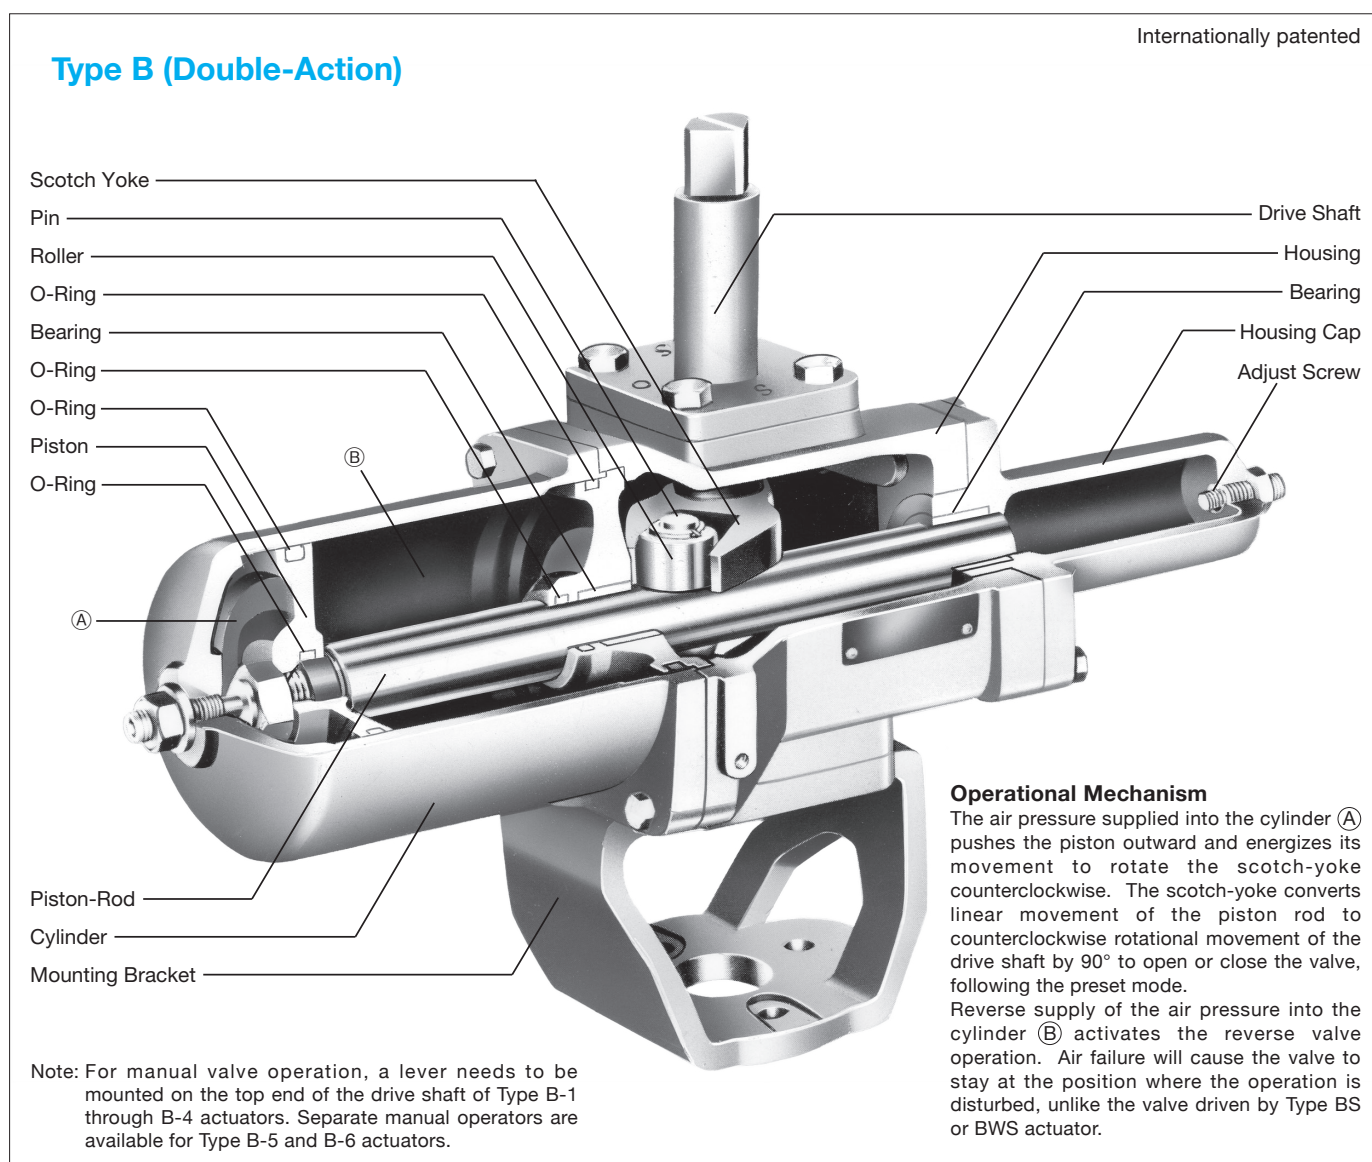 Internationally patented
Type B (Double-Action)
Scotch Yoke
Pin
Roller
O-Ring
Bearing
O-Ring
O-Ring
Piston
O-Ring
Drive Shaft
Housing
Bearing
Housing Cap
Adjust Screw
Ⓑ
Ⓐ
S
O
S
Piston-Rod
Cylinder
Mounting Bracket
Operational Mechanism
The air pressure supplied into the cylinder Ⓐ
pushes the piston outward and energizes its
movement to rotate the scotch-yoke
counterclockwise. The scotch-yoke converts
linear movement of the piston rod to
counterclockwise rotational movement of the
drive shaft by 90° to open or close the valve,
following the preset mode.
Reverse supply of the air pressure into the
cylinder Ⓑ activates the reverse valve
operation. Air failure will cause the valve to
stay at the position where the operation is
disturbed, unlike the valve driven by Type BS
or BWS actuator.
Note: For manual valve operation, a lever needs to be
mounted on the top end of the drive shaft of Type B-1
through B-4 actuators. Separate manual operators are
available for Type B-5 and B-6 actuators.